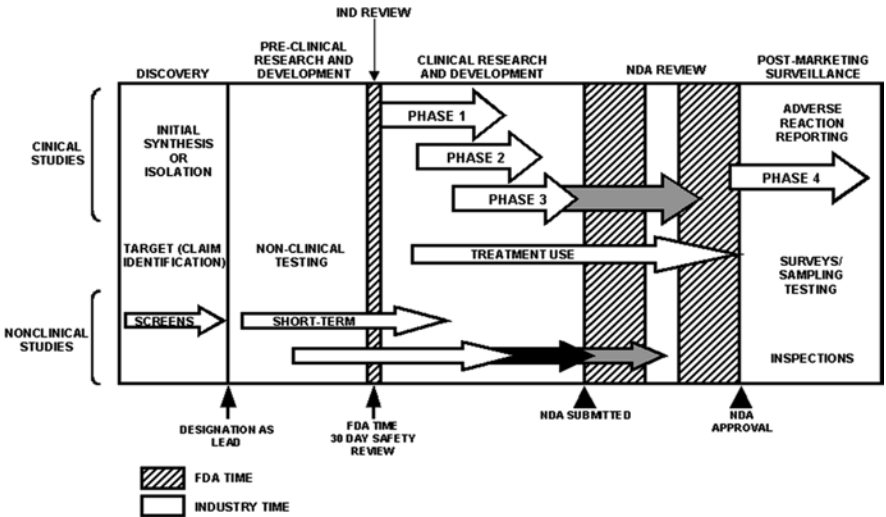 IND REVIEW
DISCOVERY
PRE-CLINICAL
RESEARCH AND
DEVELOPMENT
CLINICAL RESEARCH
AND DEVELOPMENT
NDA REVIEW
POST-MARKETING
SURVEILLANCE
CLINICAL
STUDIES
INITIAL
SYNTHESIS
OR
ISOLATION
PHASE 1
PHASE 2
PHASE 3
ADVERSE
REACTION
REPORTING
PHASE 4
TARGET (CLAIM
IDENTIFICATION)
NON-CLINICAL
TESTING
TREATMENT USE
SURVEYS/
SAMPLING
TESTING
NONCLINICAL
STUDIES
SCREENS
SHORT-TERM
INSPECTIONS
DESIGNATION AS
LEAD
FDA TIME
30 DAY SAFETY
REVIEW
NDA SUBMITTED
NDA
APPROVAL
FDA TIME
INDUSTRY TIME